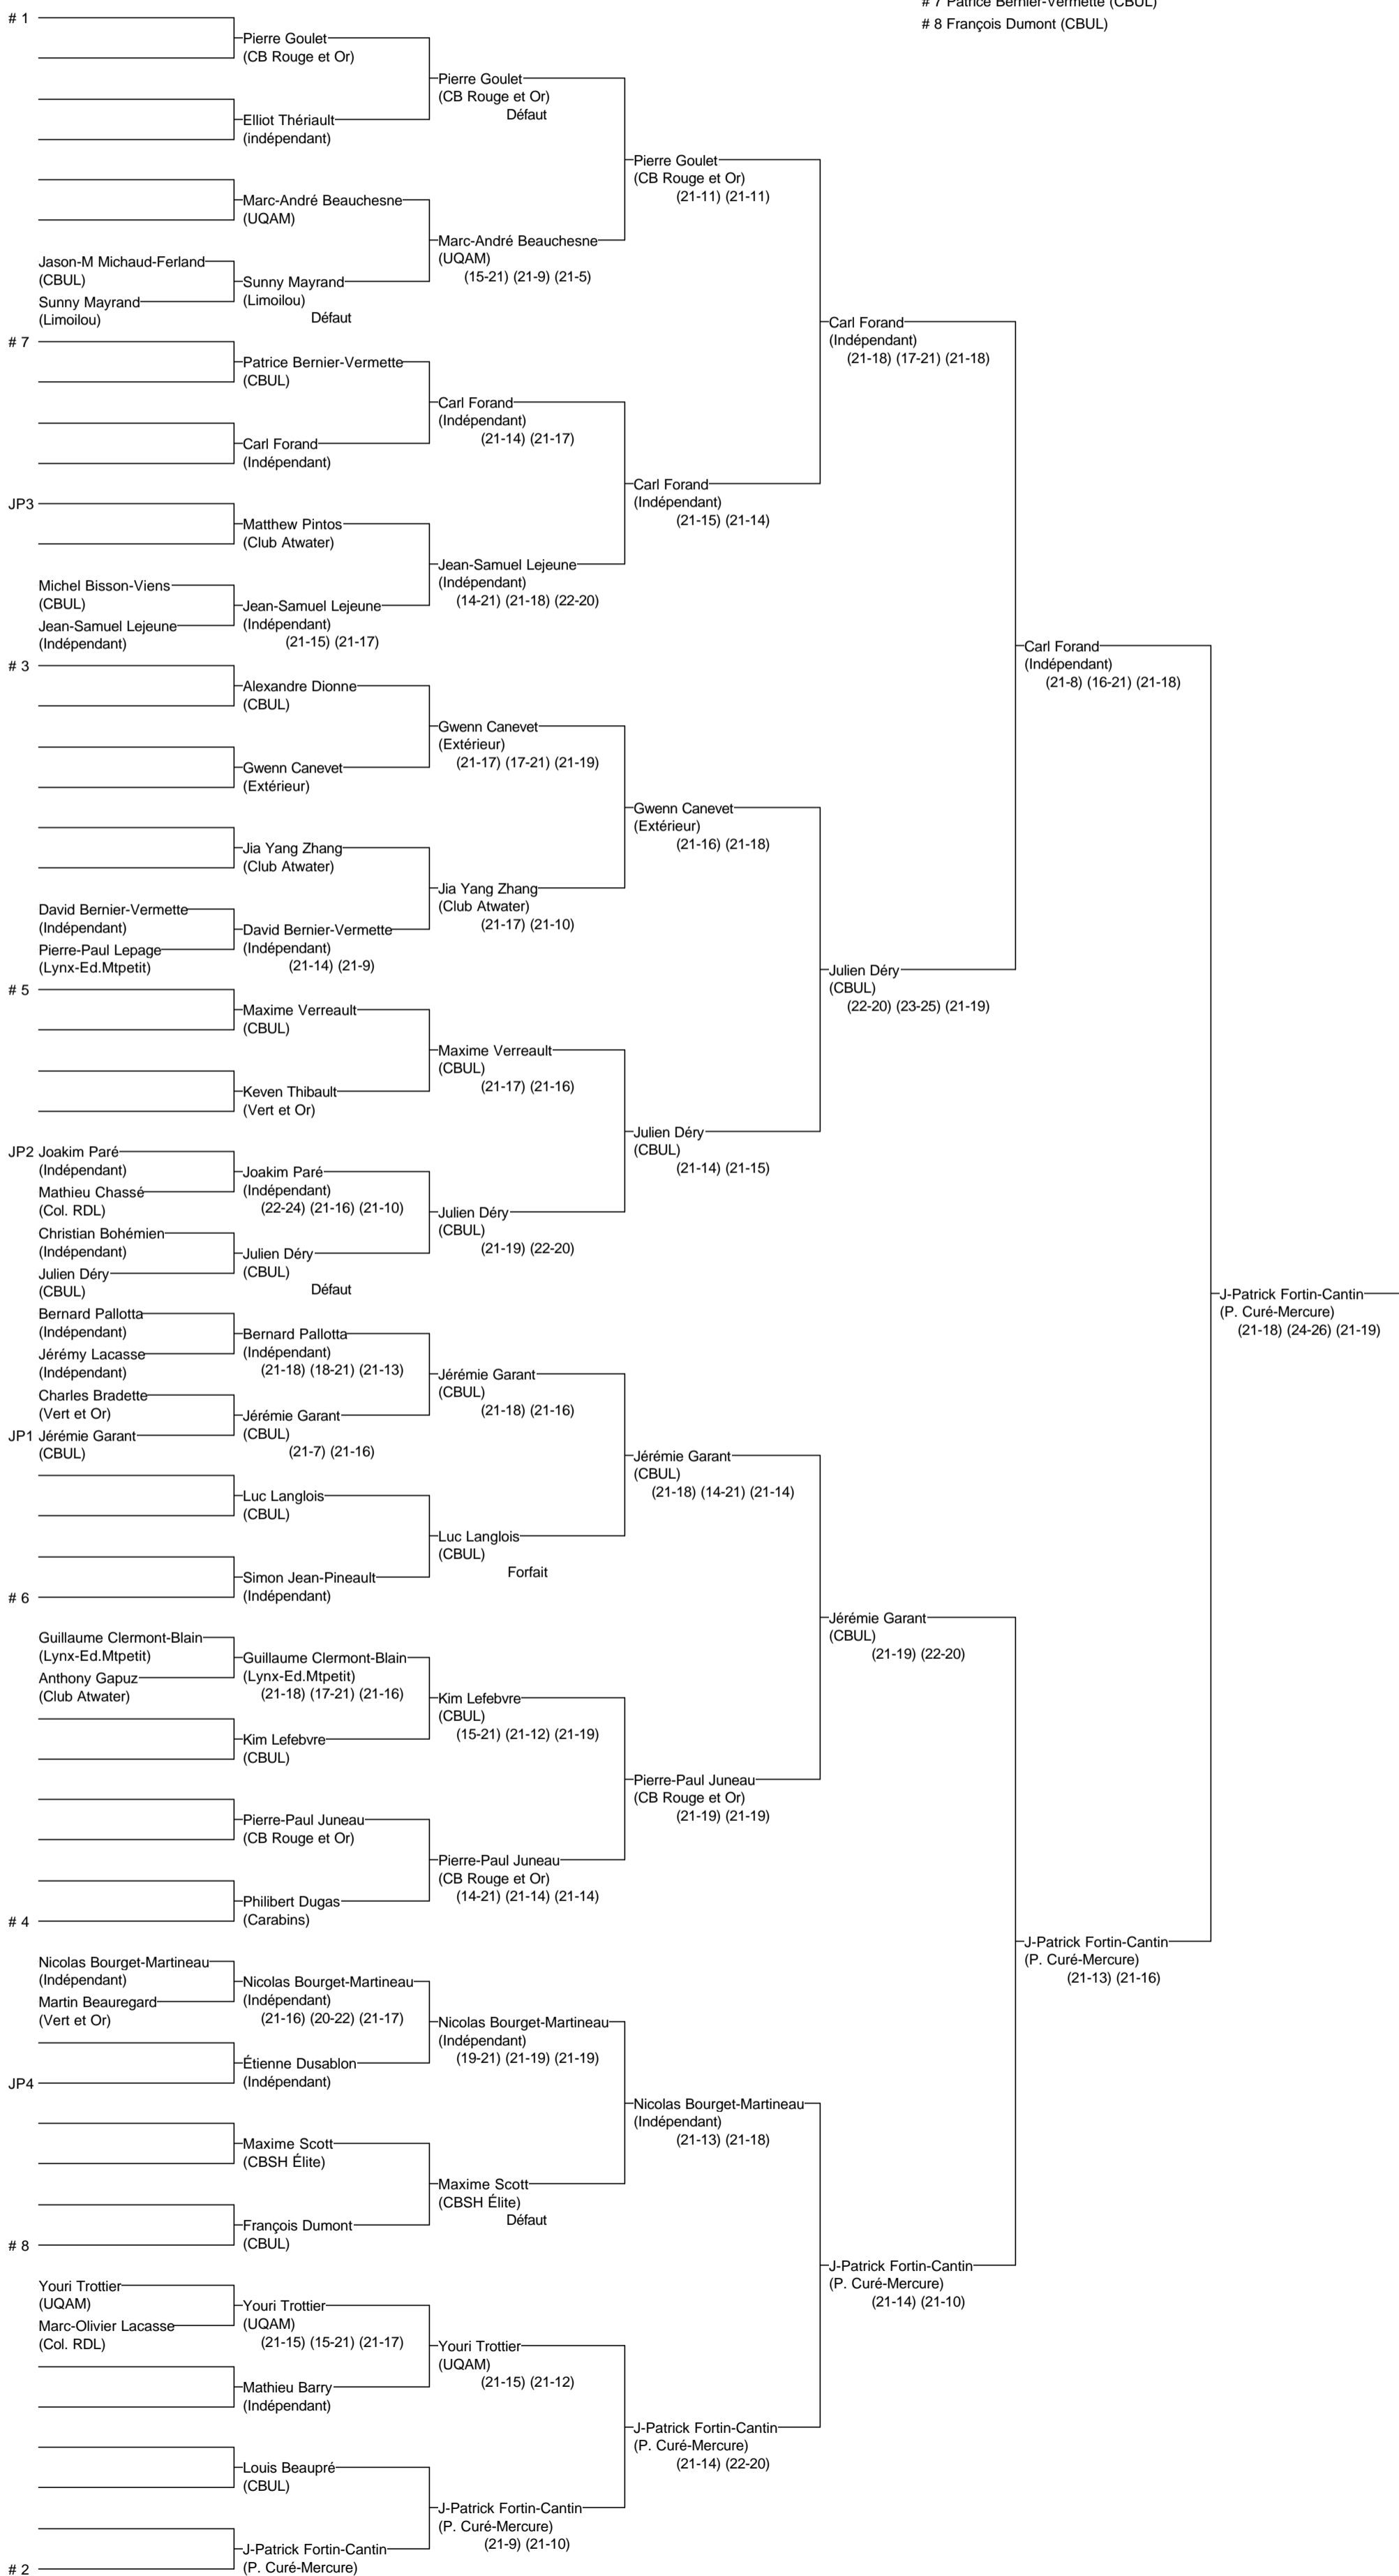 # 7 Patrice Bernier-Vermette (CBUL)
# 8 François Dumont (CBUL)
# 1
Pierre Goulet
(CB Rouge et Or)
Elliot Thériault
(indépendant)
Marc-André Beauchesne
(UQAM)
Jason-M Michaud-Ferland
(CBUL)
Sunny Mayrand
(Limoilou)
Sunny Mayrand
(Limoilou)
Défaut
Pierre Goulet
(CB Rouge et Or)
Défaut
Marc-André Beauchesne
(UQAM)
(15-21) (21-9) (21-5)
Pierre Goulet
(CB Rouge et Or)
(21-11) (21-11)
# 7
Patrice Bernier-Vermette
(CBUL)
Carl Forand
(Indépendant)
JP3
Matthew Pintos
(Club Atwater)
Michel Bisson-Viens
(CBUL)
Jean-Samuel Lejeune
(Indépendant)
Jean-Samuel Lejeune
(Indépendant)
(21-15) (21-17)
Carl Forand
(Indépendant)
(21-14) (21-17)
Jean-Samuel Lejeune
(Indépendant)
(14-21) (21-18) (22-20)
Carl Forand
(Indépendant)
(21-15) (21-14)
Carl Forand
(Indépendant)
(21-18) (17-21) (21-18)
# 3
Alexandre Dionne
(CBUL)
Gwenn Canevet
(Extérieur)
Jia Yang Zhang
(Club Atwater)
David Bernier-Vermette
(Indépendant)
Pierre-Paul Lepage
(Lynx-Ed.Mtpetit)
David Bernier-Vermette
(Indépendant)
(21-14) (21-9)
Gwenn Canevet
(Extérieur)
(21-17) (17-21) (21-19)
Jia Yang Zhang
(Club Atwater)
(21-17) (21-10)
Gwenn Canevet
(Extérieur)
(21-16) (21-18)
# 5
Maxime Verreault
(CBUL)
Keven Thibault
(Vert et Or)
JP2 Joakim Paré
(Indépendant)
Mathieu Chassé
(Col. RDL)
Joakim Paré
(Indépendant)
(22-24) (21-16) (21-10)
Christian Bohémien
(Indépendant)
Julien Déry
(CBUL)
Julien Déry
(CBUL)
Défaut
Maxime Verreault
(CBUL)
(21-17) (21-16)
Julien Déry
(CBUL)
(21-19) (22-20)
Julien Déry
(CBUL)
(21-14) (21-15)
Julien Déry
(CBUL)
(22-20) (23-25) (21-19)
Carl Forand
(Indépendant)
(21-8) (16-21) (21-18)
Bernard Pallotta
(Indépendant)
Jérémy Lacasse
(Indépendant)
Bernard Pallotta
(Indépendant)
(21-18) (18-21) (21-13)
Charles Bradette
(Vert et Or)
JP1 Jérémie Garant
(CBUL)
Jérémie Garant
(CBUL)
(21-7) (21-16)
Luc Langlois
(CBUL)
Simon Jean-Pineault
(Indépendant)
# 6
Jérémie Garant
(CBUL)
(21-18) (21-16)
Luc Langlois
(CBUL)
Forfait
Jérémie Garant
(CBUL)
(21-18) (14-21) (21-14)
Guillaume Clermont-Blain
(Lynx-Ed.Mtpetit)
Anthony Gapuz
(Club Atwater)
Guillaume Clermont-Blain
(Lynx-Ed.Mtpetit)
(21-18) (17-21) (21-16)
Kim Lefebvre
(CBUL)
Pierre-Paul Juneau
(CB Rouge et Or)
Philibert Dugas
(Carabins)
# 4
Kim Lefebvre
(CBUL)
(15-21) (21-12) (21-19)
Pierre-Paul Juneau
(CB Rouge et Or)
(14-21) (21-14) (21-14)
Pierre-Paul Juneau
(CB Rouge et Or)
(21-19) (21-19)
Jérémie Garant
(CBUL)
(21-19) (22-20)
Nicolas Bourget-Martineau
(Indépendant)
Martin Beauregard
(Vert et Or)
Nicolas Bourget-Martineau
(Indépendant)
(21-16) (20-22) (21-17)
Étienne Dusablon
(Indépendant)
JP4
Maxime Scott
(CBSH Élite)
François Dumont
(CBUL)
# 8
Nicolas Bourget-Martineau
(Indépendant)
(19-21) (21-19) (21-19)
Maxime Scott
(CBSH Élite)
Défaut
Nicolas Bourget-Martineau
(Indépendant)
(21-13) (21-18)
Youri Trottier
(UQAM)
Marc-Olivier Lacasse
(Col. RDL)
Youri Trottier
(UQAM)
(21-15) (15-21) (21-17)
Mathieu Barry
(Indépendant)
Louis Beaupré
(CBUL)
J-Patrick Fortin-Cantin
(P. Curé-Mercure)
# 2
Youri Trottier
(UQAM)
(21-15) (21-12)
J-Patrick Fortin-Cantin
(P. Curé-Mercure)
(21-9) (21-10)
J-Patrick Fortin-Cantin
(P. Curé-Mercure)
(21-14) (22-20)
J-Patrick Fortin-Cantin
(P. Curé-Mercure)
(21-14) (21-10)
J-Patrick Fortin-Cantin
(P. Curé-Mercure)
(21-13) (21-16)
J-Patrick Fortin-Cantin
(P. Curé-Mercure)
(21-18) (24-26) (21-19)